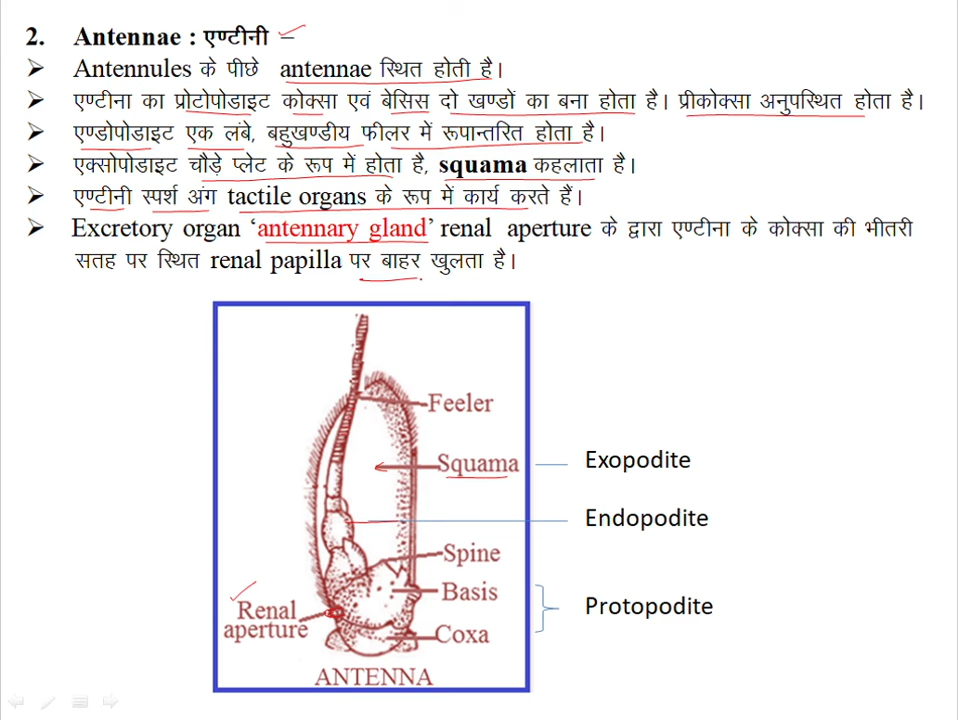 2. Antennae : एण्टीनी –
➢ Antennules के पीछे antennae स्थित होती है।
➢ एण्टीना का प्रोटोपोडाइट कोक्सा एवं बेसिस दो खण्डों का बना होता है। प्रीकोक्सा अनुपस्थित होता है।
➢ एण्डोपोडाइट एक लंबे, बहुखण्डीय फीलर में रूपान्तरित होता है।
➢ एक्सोपोडाइट चौड़े प्लेट के रूप में होता है, squama कहलाता है।
➢ एण्टीनी स्पर्श अंग tactile organs के रूप में कार्य करते हैं।
➢ Excretory organ ‘antennary gland’ renal aperture के द्वारा एण्टीना के कोक्सा की भीतरी
सतह पर स्थित renal papilla पर बाहर खुलता है।
Feeler
Squama
Exopodite
Endopodite
Spine
Basis
Protopodite
Renal
aperture
Coxa
ANTENNA